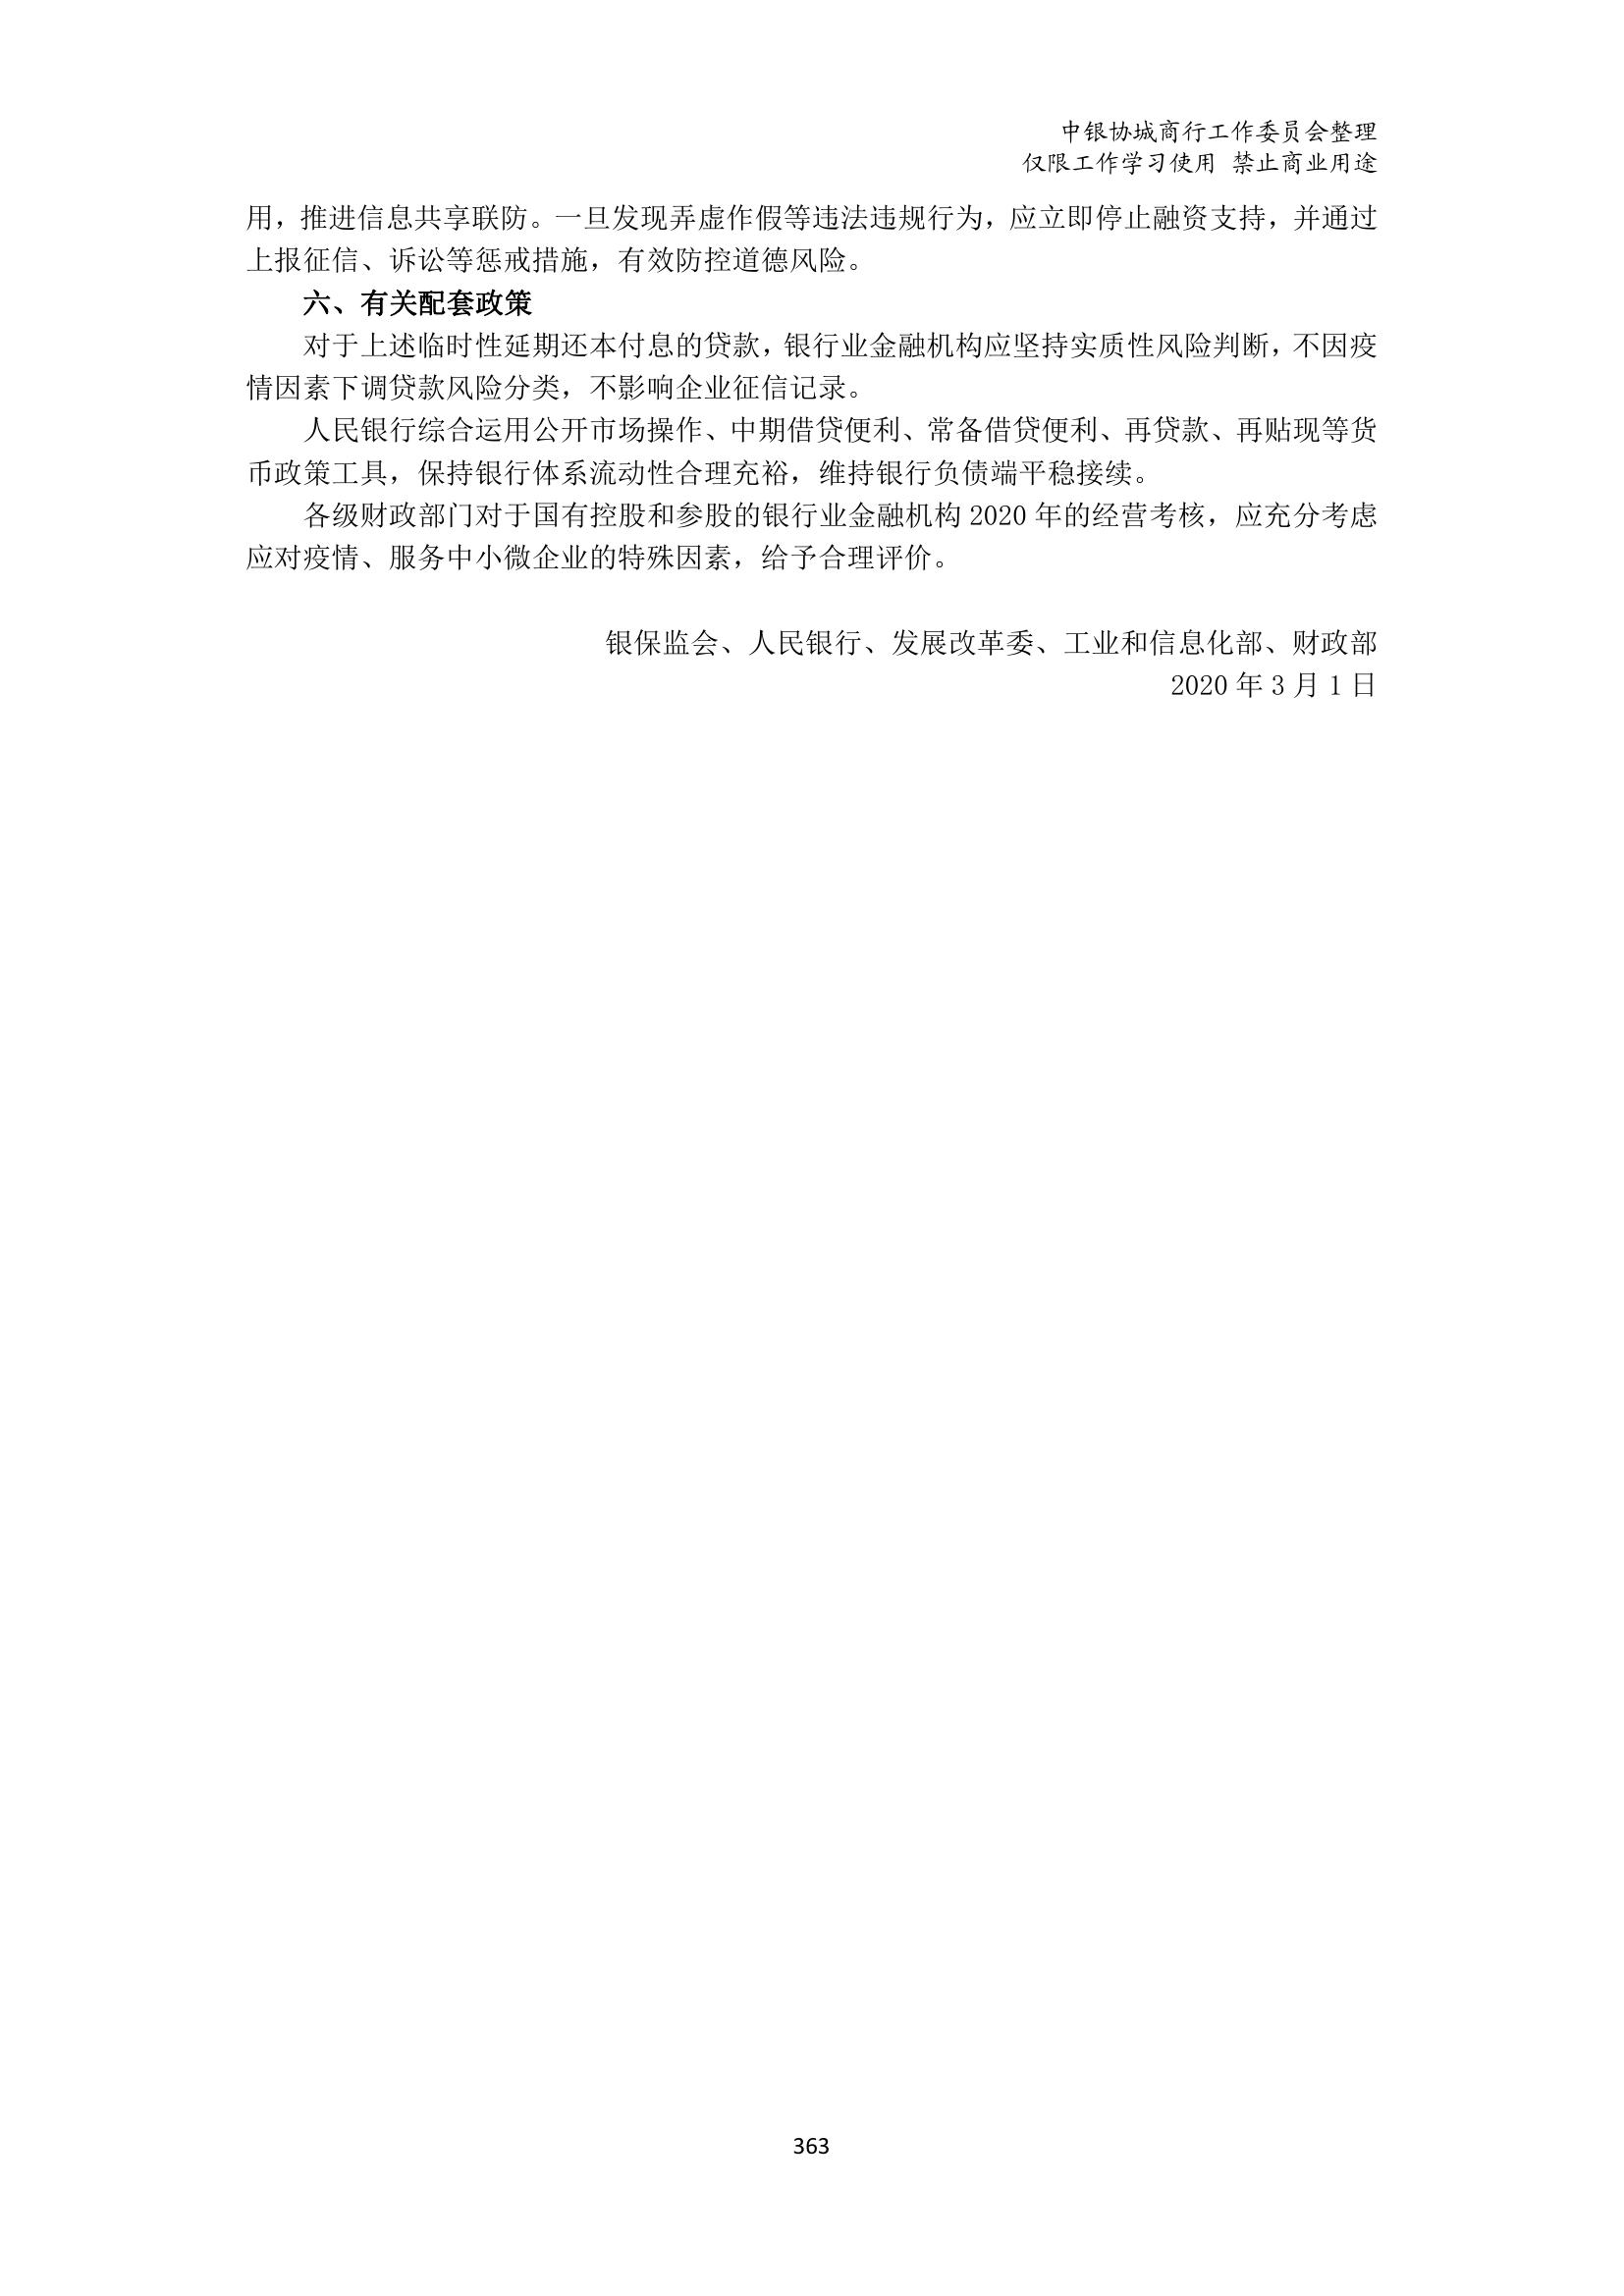 中银协城商行工作委员会整理
仅限工作学习使用 禁止商业用途
用，推进信息共享联防。一旦发现弄虚作假等违法违规行为，应立即停止融资支持，并通过
上报征信、诉讼等惩戒措施，有效防控道德风险。
六、有关配套政策
对于上述临时性延期还本付息的贷款，银行业金融机构应坚持实质性风险判断，不因疫
情因素下调贷款风险分类，不影响企业征信记录。
人民银行综合运用公开市场操作、中期借贷便利、常备借贷便利、再贷款、再贴现等货
币政策工具，保持银行体系流动性合理充裕，维持银行负债端平稳接续。
各级财政部门对于国有控股和参股的银行业金融机构 2020 年的经营考核，应充分考虑
应对疫情、服务中小微企业的特殊因素，给予合理评价。
银保监会、人民银行、发展改革委、工业和信息化部、财政部
2020 年 3 月 1 日
363